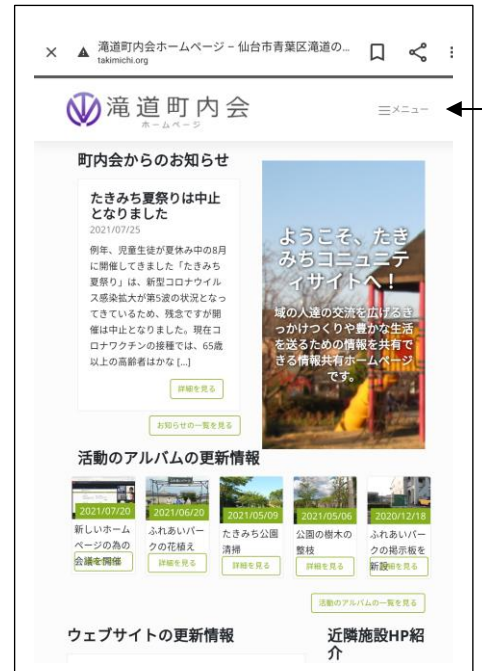 滝道町内会ホームページ – 仙台市青葉区滝道の...
takimichi.org
滝道町内会
ホームページ
メニュー
町内会からのお知らせ
たきみち夏祭りは中止
となりました
2021/07/25
例年、児童生徒が夏休み中の8月
に開催してきました「たきみち
夏祭り」は、新型コロナウイル
ス感染拡大が第5波の状況となっ
てきているため、残念ですが開
催は中止となりました。現在コ
ロナワクチンの接種では、65歳
以上の高齢者はかな [...]
詳細を見る
お知らせの一覧を見る
ようこそ、たき
みちコニュニテ
ィサイトへ！
域の人達の交流を広げるき
っかけつくりや豊かな生活
を送るための情報を共有で
きる情報共有ホームページ
です。
活動のアルバムの更新情報
2021/07/20
新しいホーム
ページの為の
会議を開催
2021/06/20
ふれあいパー
クの花植え
詳細を見る
2021/05/09
たきみち公園
清掃
詳細を見る
2021/05/06
公園の樹木の
整枝
詳細を見る
2020/12/18
ふれあいパー
クの掲示板を
新設
活動のアルバムの一覧を見る
ウェブサイトの更新情報
近隣施設HP紹
介